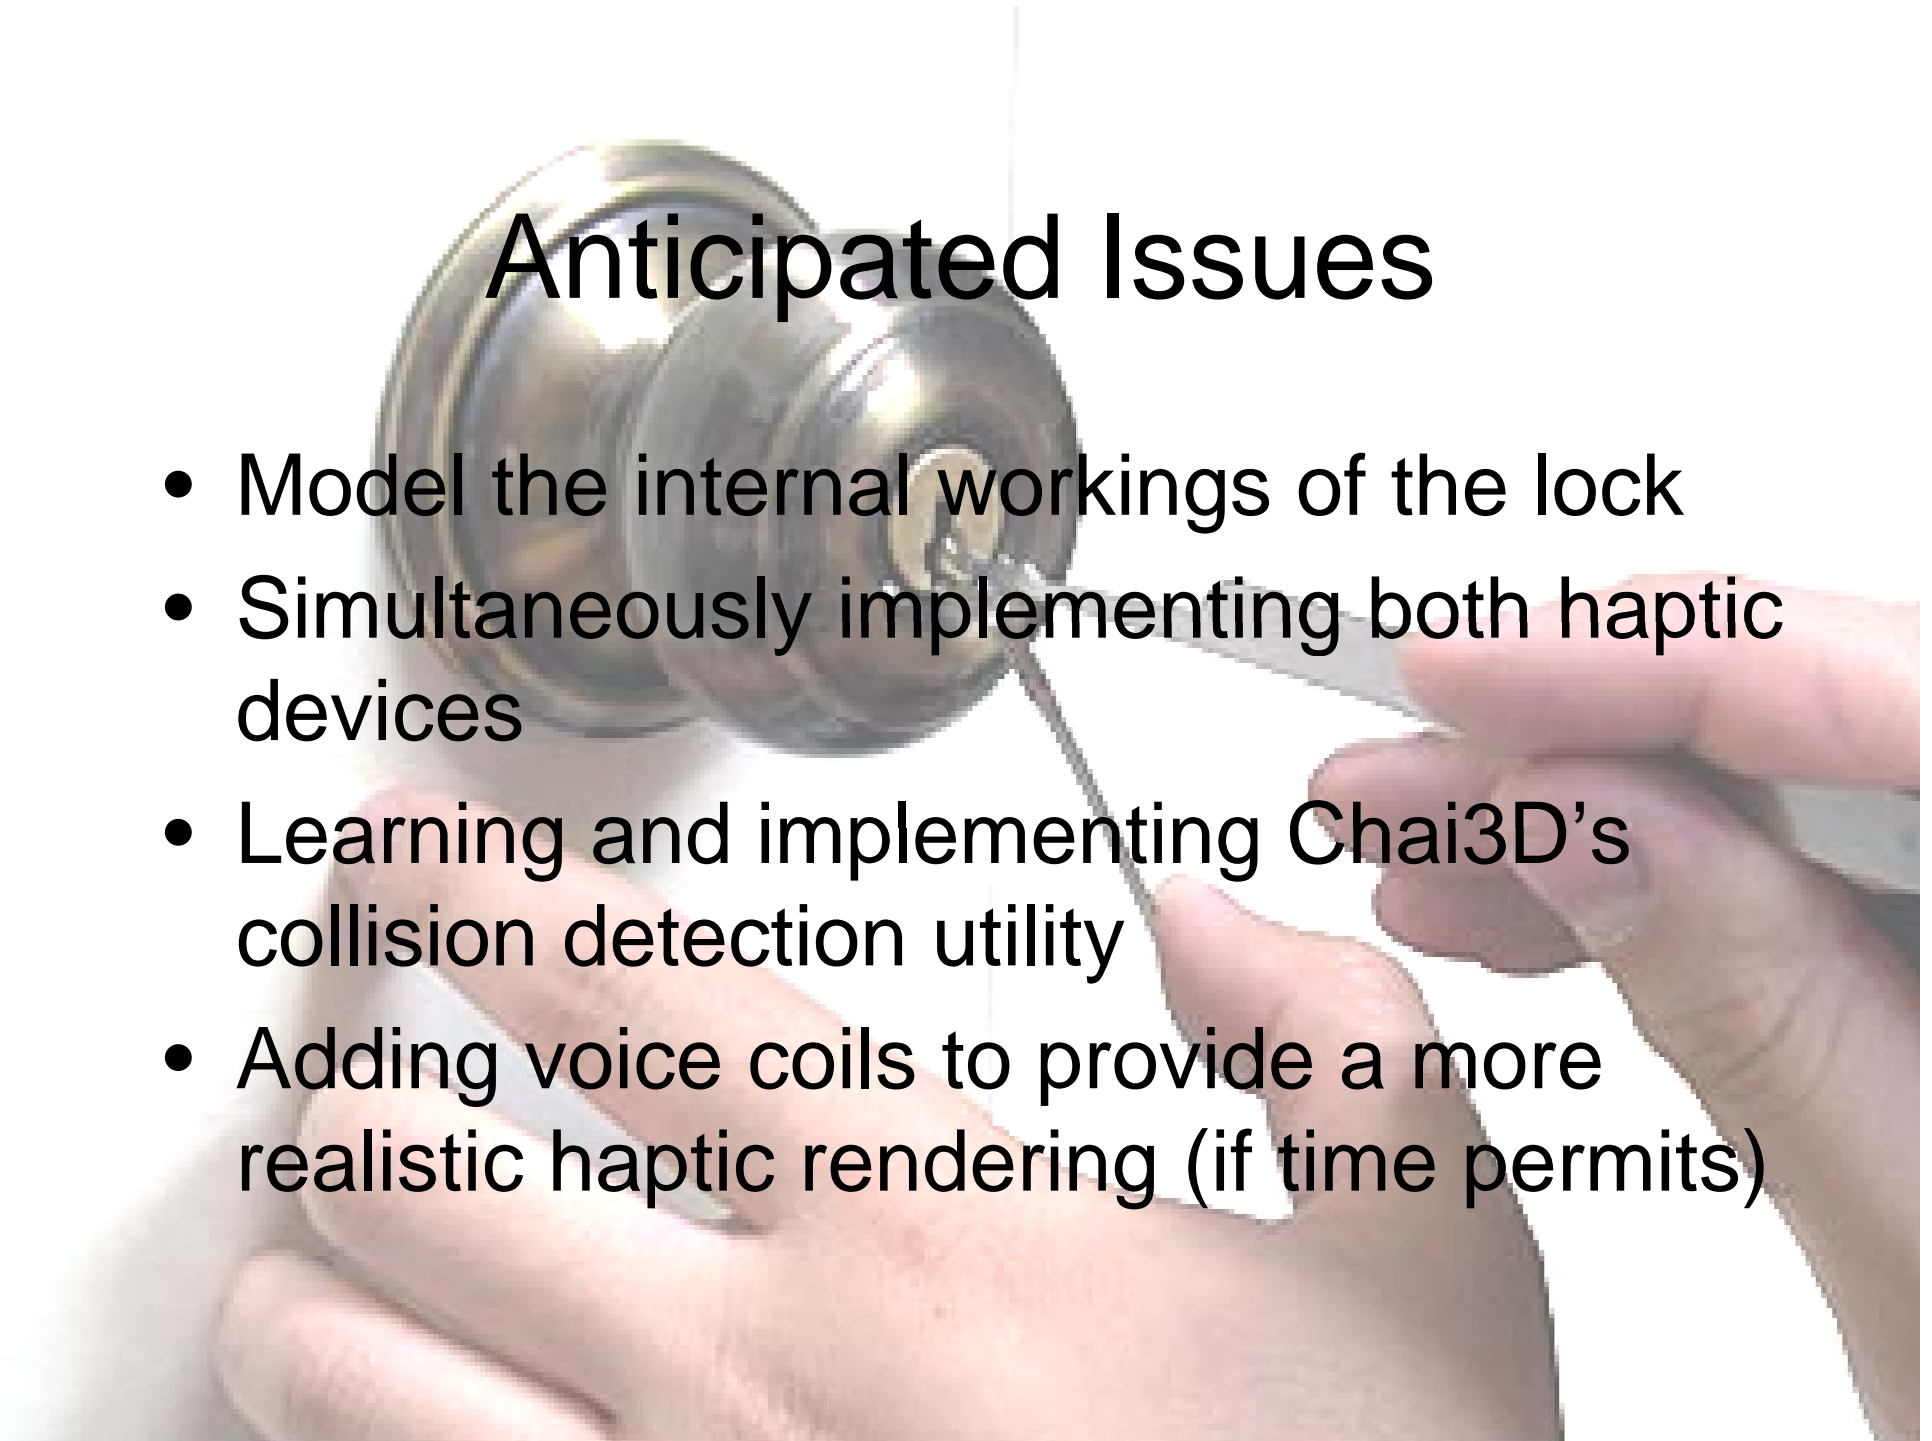 Anticipated Issues
• Model the internal workings of the lock
• Simultaneously implementing both haptic
devices
• Learning and implementing Chai3D’s
collision detection utility
• Adding voice coils to provide a more
realistic haptic rendering (if time permits)